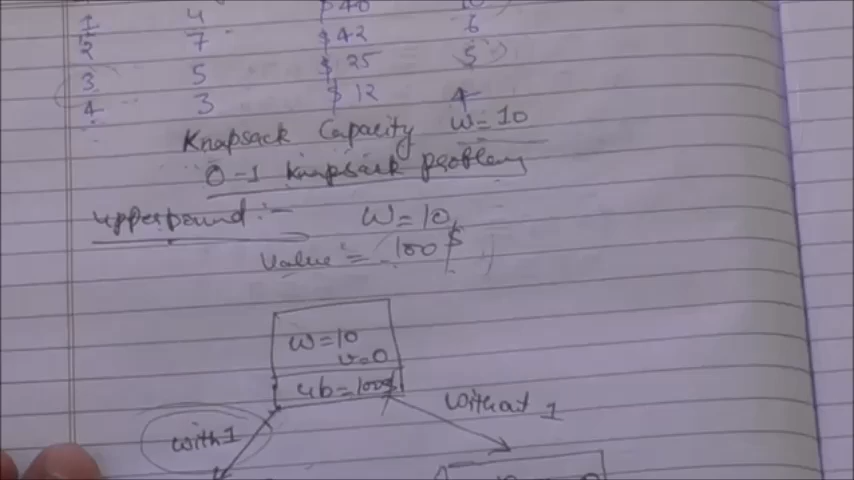 1 4 $40 10
2 7 $42 6
3 5 $25 5
4 3 $12 4
Knapsack Capacity w=10
0-1 knapsack problem
upperbound:- W=10
Value = 100 $
w=10
v=0
ub=100$
with 1
without 1